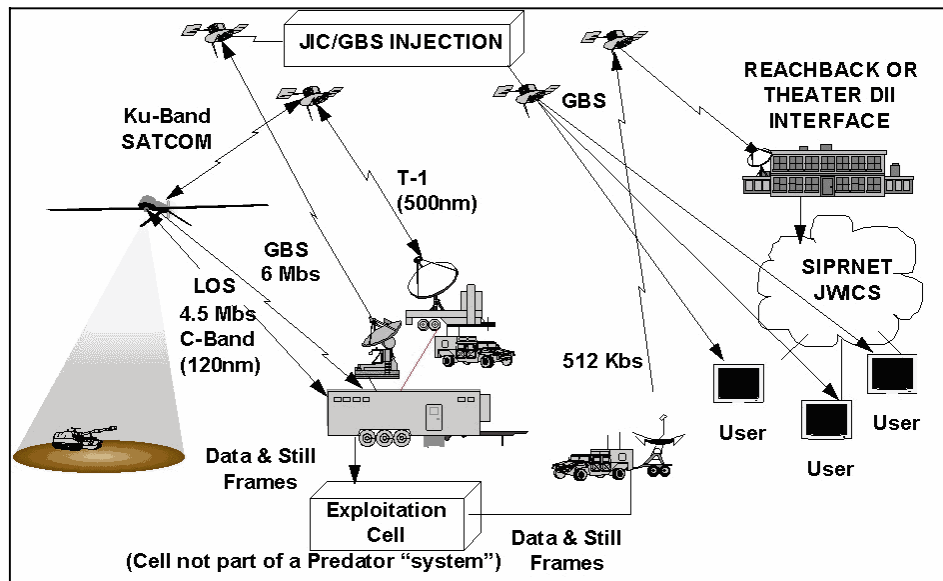 JIC/GBS INJECTION
REACHBACK OR
THEATER DII
INTERFACE
GBS
Ku-Band
SATCOM
T-1
(500nm)
GBS
6 Mbs
LOS
4.5 Mbs
C-Band
(120nm)
SIPRNET
JWICS
512 Kbs
User
User
User
Data & Still
Frames
Exploitation
Cell
(Cell not part of a Predator “system”)
Data & Still
Frames